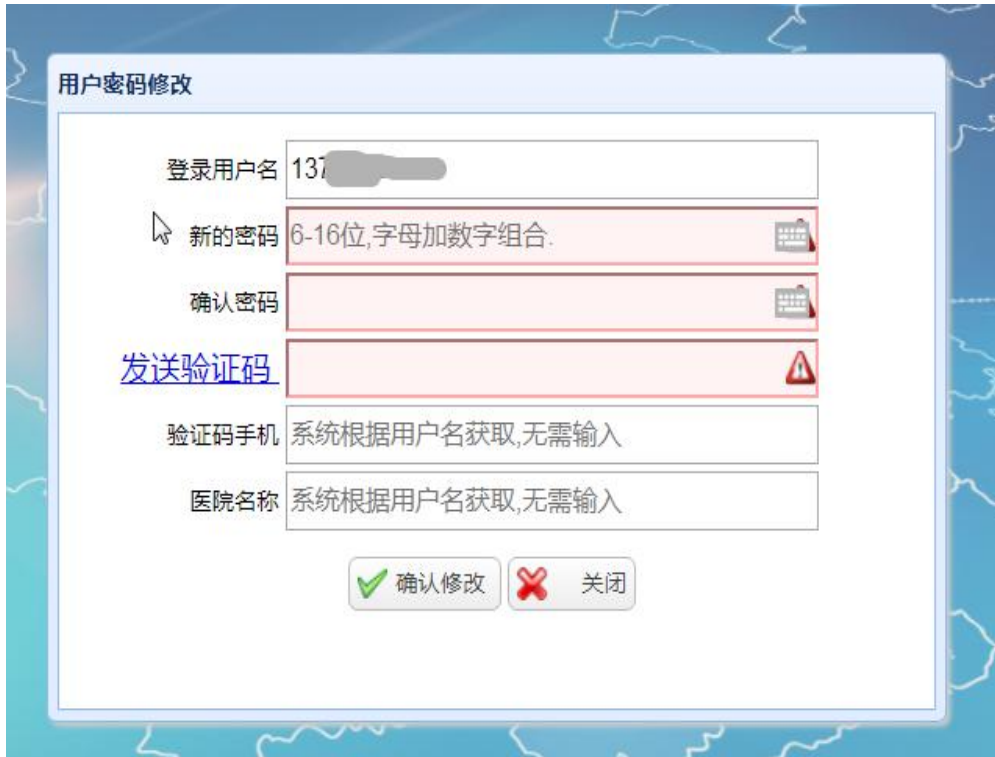 用户密码修改
登录用户名 137
新的密码 6-16位,字母加数字组合.
确认密码
发送验证码
验证码手机 系统根据用户名获取,无需输入
医院名称 系统根据用户名获取,无需输入
确认修改 关闭